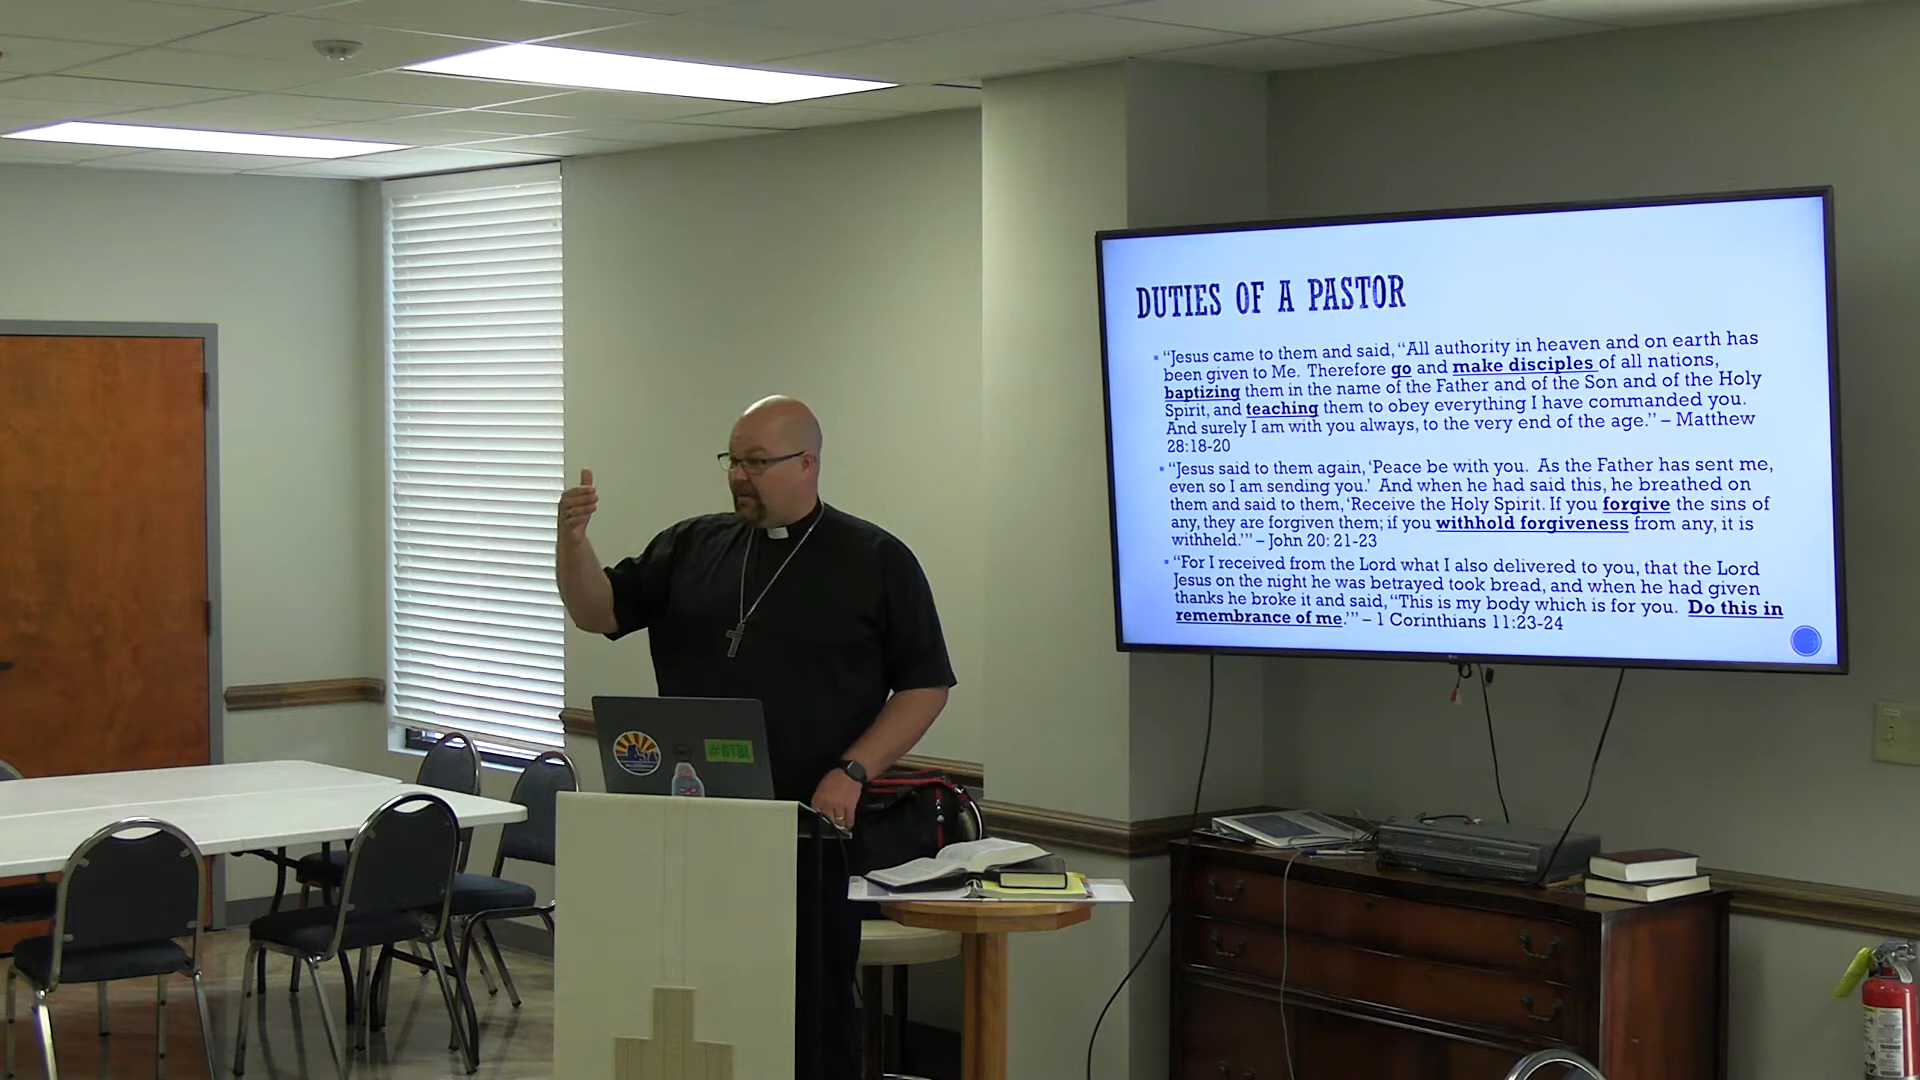 DUTIES OF A PASTOR
▪ “Jesus came to them and said, “All authority in heaven and on earth has
been given to Me.  Therefore go and make disciples of all nations,
baptizing them in the name of the Father and of the Son and of the Holy
Spirit, and teaching them to obey everything I have commanded you.
And surely I am with you always, to the very end of the age.” – Matthew
28:18-20
▪ “Jesus said to them again, ‘Peace be with you.  As the Father has sent me,
even so I am sending you.’  And when he had said this, he breathed on
them and said to them, ‘Receive the Holy Spirit. If you forgive the sins of
any, they are forgiven them; if you withhold forgiveness from any, it is
withheld.’” – John 20: 21-23
▪ “For I received from the Lord what I also delivered to you, that the Lord
Jesus on the night he was betrayed took bread, and when he had given
thanks he broke it and said, “This is my body which is for you.  Do this in
remembrance of me.’” – 1 Corinthians 11:23-24